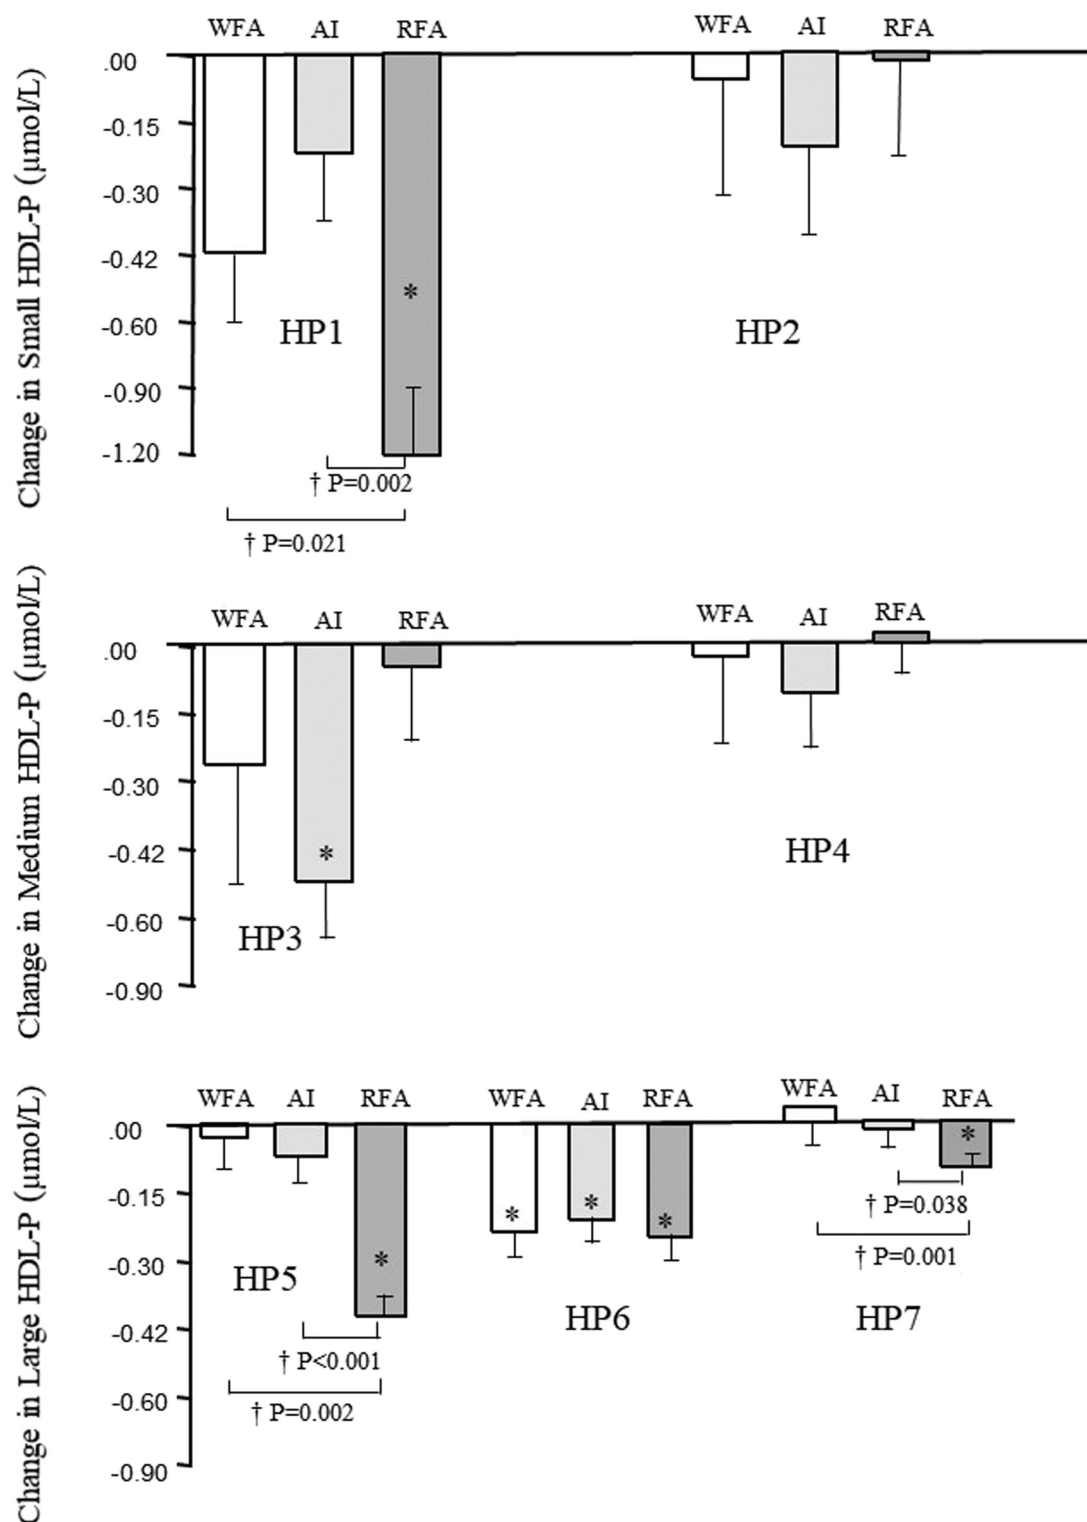 WFA AI RFA WFA AI RFA
Change in Small HDL-P (µmol/L)
.00
-0.15
-0.30
-0.42
-0.60
-0.90
-1.20
*
HP1 HP2
† P=0.002
† P=0.021
WFA AI RFA WFA AI RFA
Change in Medium HDL-P (µmol/L)
.00
-0.15
-0.30
-0.42
-0.60
-0.90
*
HP3 HP4
WFA AI RFA WFA AI RFA WFA AI RFA
Change in Large HDL-P (µmol/L)
.00
-0.15
-0.30
-0.42
-0.60
-0.90
* * * * *
HP5 HP6 HP7
† P<0.001
† P=0.002
† P=0.038
† P=0.001